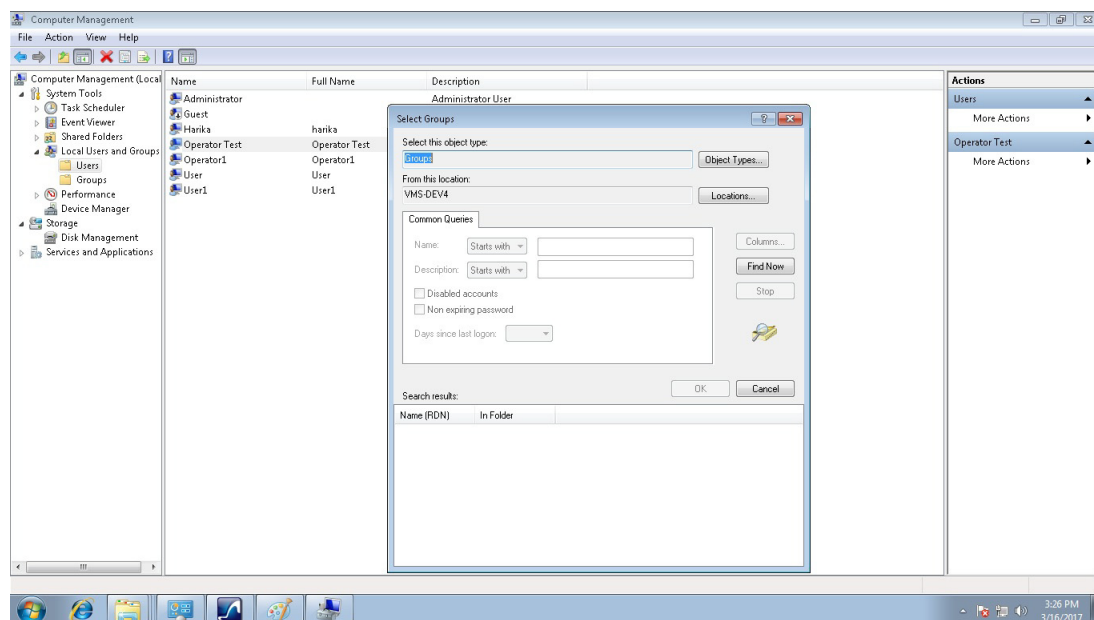 Computer Management
File Action View Help
Computer Management (Local
System Tools
Task Scheduler
Event Viewer
Shared Folders
Local Users and Groups
Users
Groups
Performance
Device Manager
Storage
Disk Management
Services and Applications
Name Full Name Description
Administrator Administrator User
Guest
Harika harika
Operator Test Operator Test
Operator1 Operator1
User User
User1 User1
Select Groups
Select this object type:
Groups Object Types...
From this location:
VMS-DEV4 Locations...
Common Queries
Name: Starts with
Description: Starts with
Disabled accounts
Non expiring password
Days since last logon:
Columns...
Find Now
Stop
OK Cancel
Search results:
Name (RDN) In Folder
Actions
Users
More Actions
Operator Test
More Actions
3:26 PM
3/16/2017